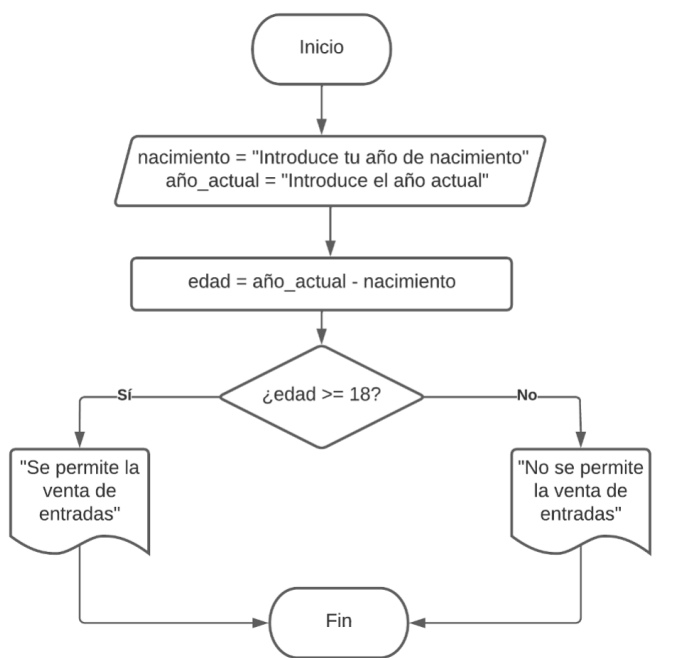 Inicio
nacimiento = "Introduce tu año de nacimiento"
año_actual = "Introduce el año actual"
edad = año_actual - nacimiento
¿edad >= 18?
Sí
No
"Se permite la
venta de
entradas"
"No se permite
la venta de
entradas"
Fin